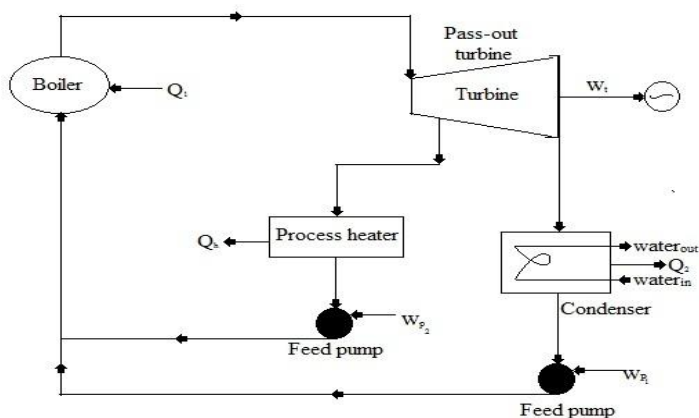 Pass-out
turbine
Boiler
Q₁
Turbine
Wₜ
Qₕ
Process heater
waterout
Q₂
waterin
Condenser
WP₂
Feed pump
WP₁
Feed pump